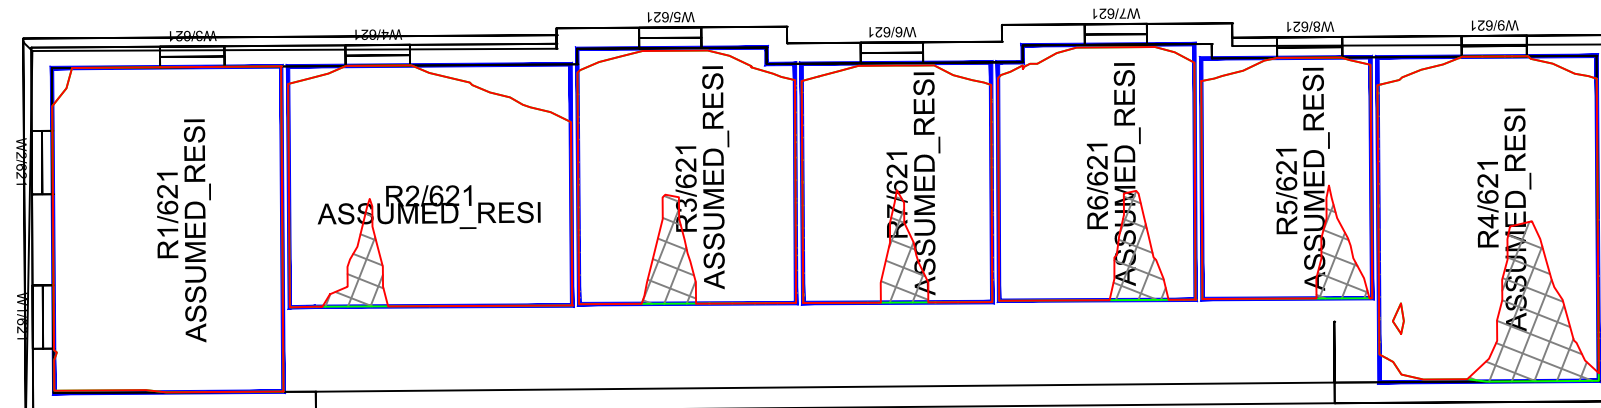 W3/621
W4/621
W5/621
W6/621
W7/621
W8/621
W9/621
W2/621
W1/621
R1/621
ASSUMED_RESI
R2/621
ASSUMED_RESI
R3/621
ASSUMED_RESI
R7/621
ASSUMED_RESI
R6/621
ASSUMED_RESI
R5/621
ASSUMED_RESI
R4/621
ASSUMED_RESI